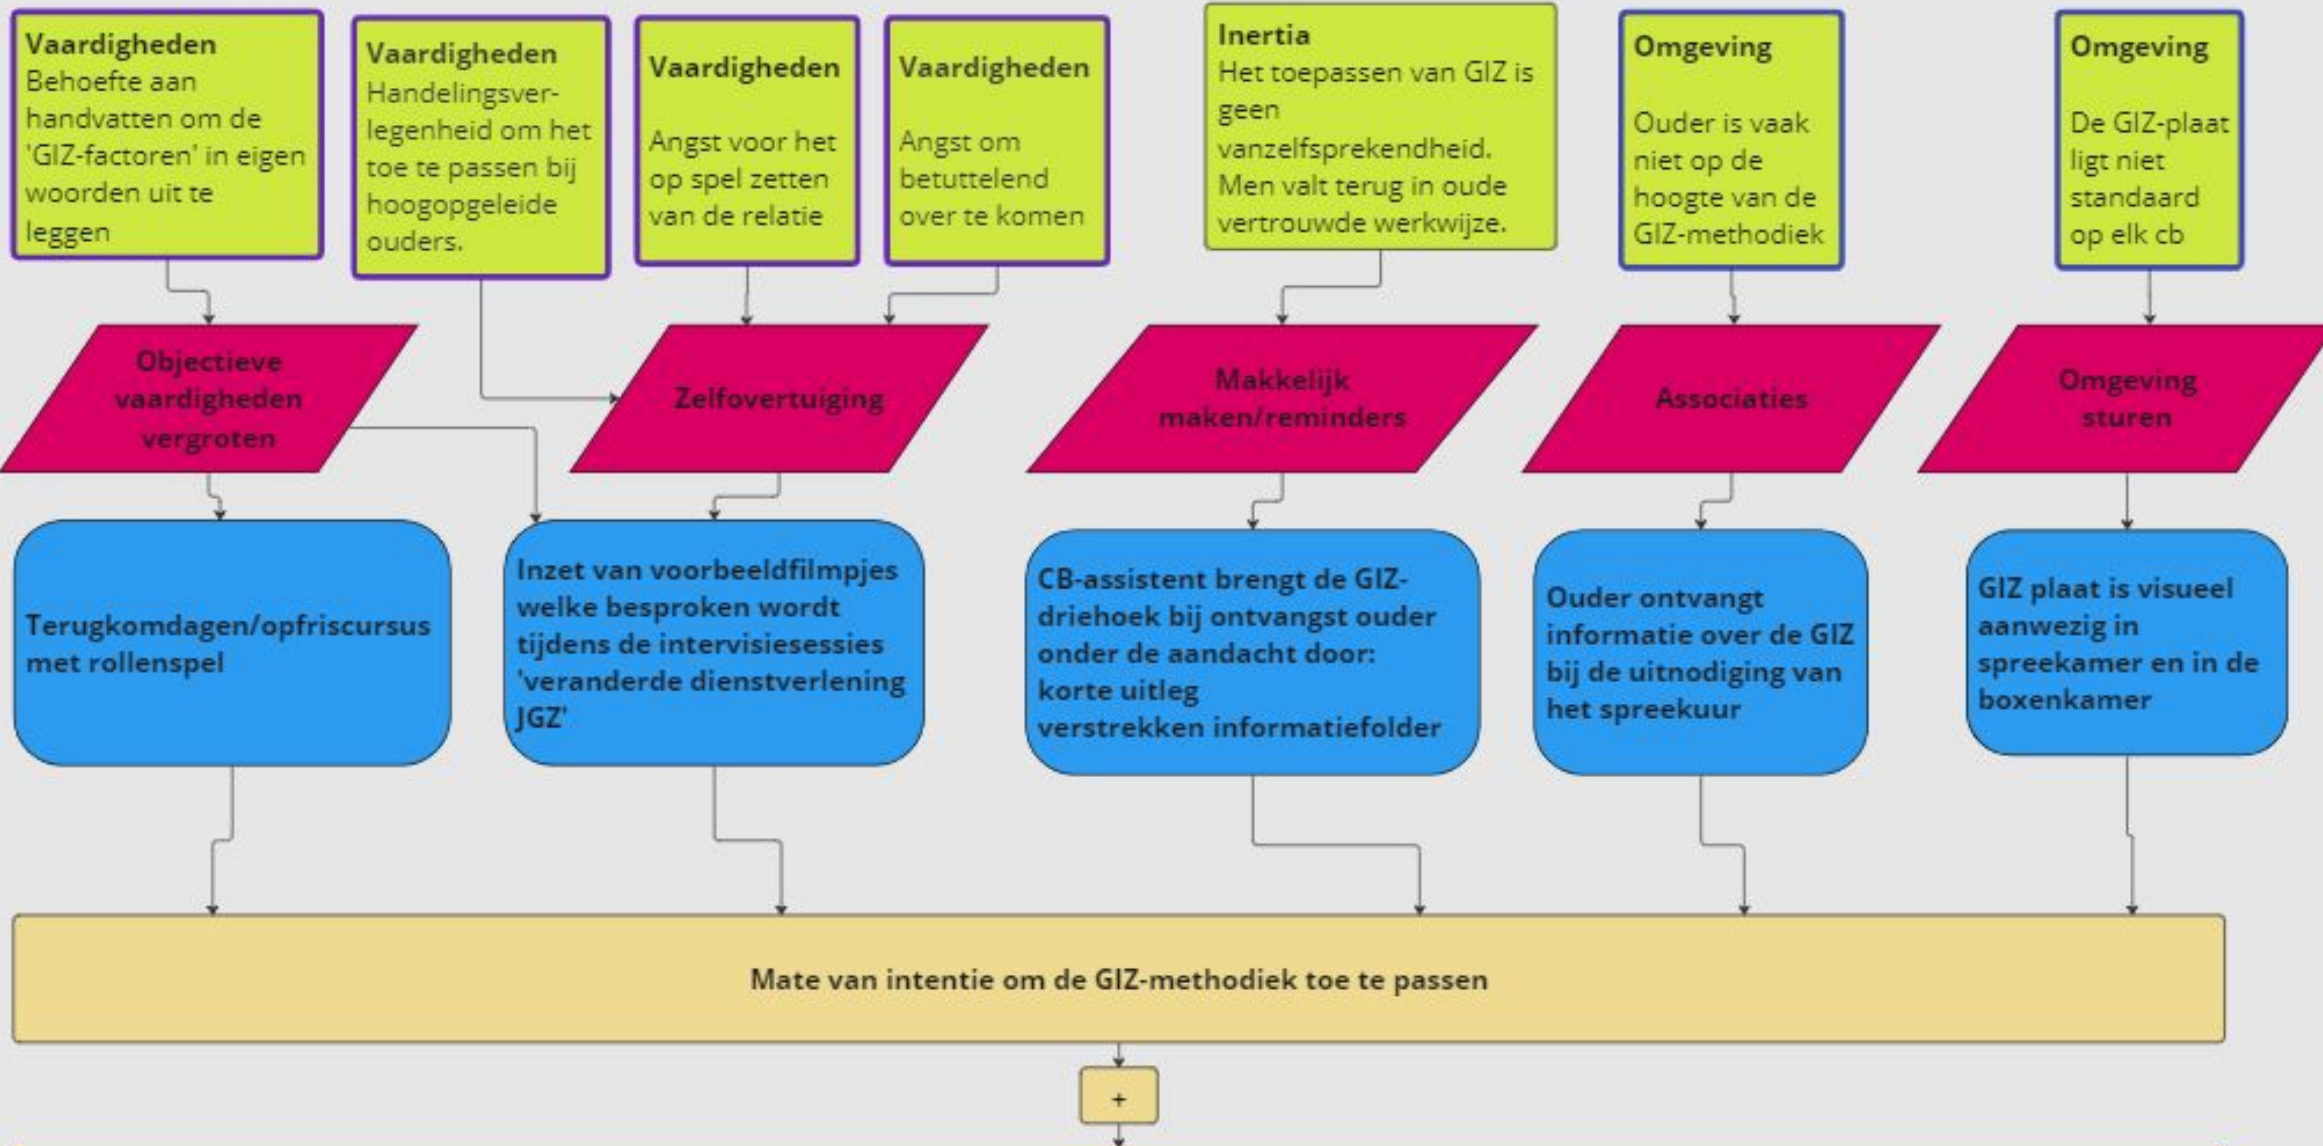 Vaardigheden
Behoefte aan
handvatten om de
'GIZ-factoren' in eigen
woorden uit te
leggen
Vaardigheden
Handelingsver-
legenheid om het
toe te passen bij
hoogopgeleide
ouders.
Vaardigheden
Angst voor het
op spel zetten
van de relatie
Vaardigheden
Angst om
betuttelend
over te komen
Inertia
Het toepassen van GIZ is
geen
vanzelfsprekendheid.
Men valt terug in oude
vertrouwde werkwijze.
Omgeving
Ouder is vaak
niet op de
hoogte van de
GIZ-methodiek
Omgeving
De GIZ-plaat
ligt niet
standaard
op elk cb
Objectieve
vaardigheden
vergroten
Zelfovertuiging
Makkelijk
maken/reminders
Associaties
Omgeving
sturen
Terugkomdagen/opfriscursus
met rollenspel
Inzet van voorbeeldfilmpjes
welke besproken wordt
tijdens de intervisiesessies
'veranderde dienstverlening
JGZ'
CB-assistent brengt de GIZ-
driehoek bij ontvangst ouder
onder de aandacht door:
korte uitleg
verstrekken informatiefolder
Ouder ontvangt
informatie over de GIZ
bij de uitnodiging van
het spreekuur
GIZ plaat is visueel
aanwezig in
spreekamer en in de
boxenkamer
Mate van intentie om de GIZ-methodiek toe te passen
+